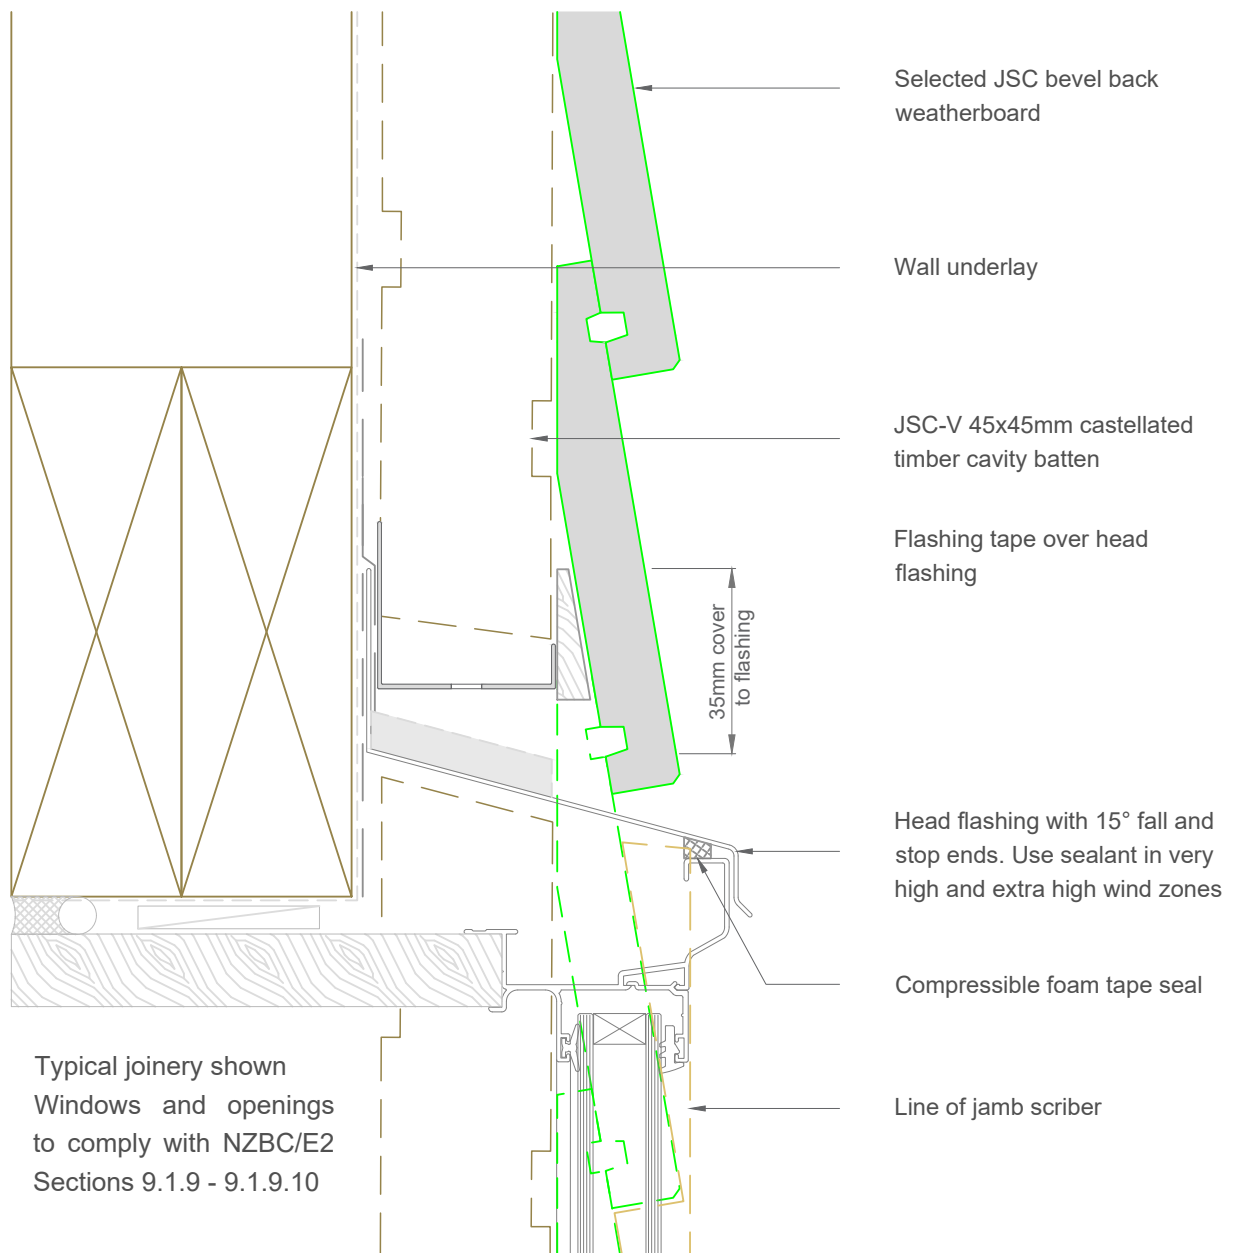 Selected JSC bevel back
weatherboard
Wall underlay
JSC-V 45x45mm castellated
timber cavity batten
Flashing tape over head
flashing
35mm cover
to flashing
Head flashing with 15° fall and
stop ends. Use sealant in very
high and extra high wind zones
Compressible foam tape seal
Typical joinery shown
Windows and openings
to comply with NZBC/E2
Sections 9.1.9 - 9.1.9.10
Line of jamb scriber